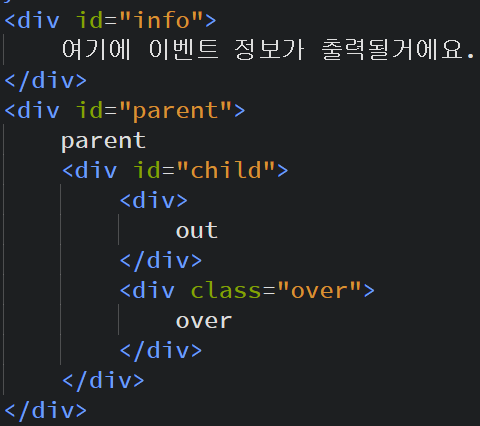 <div id="info">
여기에 이벤트 정보가 출력될거에요.
</div>
<div id="parent">
parent
<div id="child">
<div>
out
</div>
<div class="over">
over
</div>
</div>
</div>